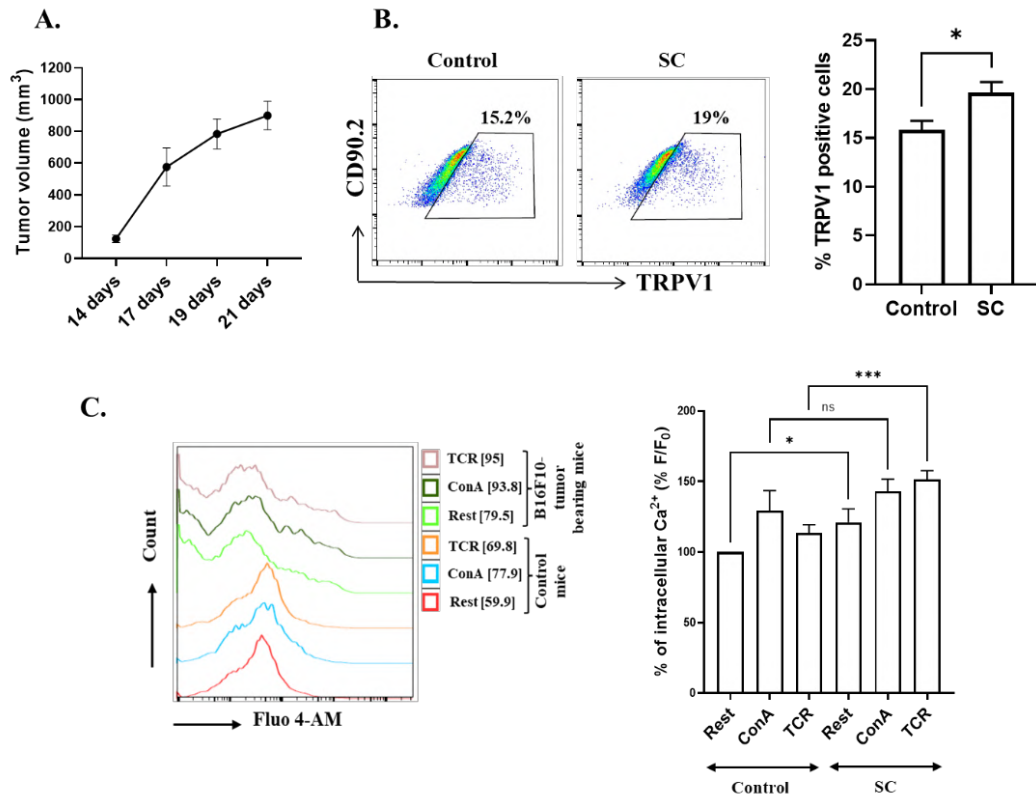 A.
Tumor volume (mm³)
1200
1000
800
600
400
200
0
14 days
17 days
19 days
21 days
B.
Control
SC
15.2%
19%
CD90.2
TRPV1
% TRPV1 positive cells
25
20
15
10
5
0
*
Control
SC
C.
Count
Fluo 4-AM
TCR [95]
ConA [93.8]
Rest [79.5]
TCR [69.8]
ConA [77.9]
Rest [59.9]
B16F10-
tumor
bearing mice
Control
mice
% of intracellular Ca²⁺ (% F/F₀)
200
150
100
50
0
***
ns
*
Rest
ConA
TCR
Rest
ConA
TCR
Control
SC